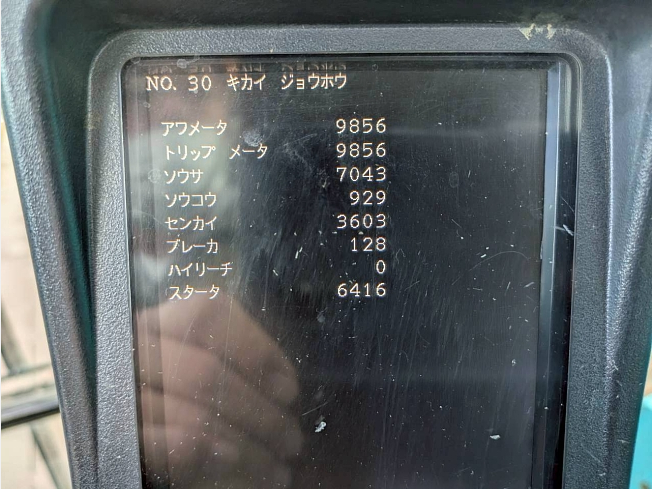 NO. 30 キカイ ジョウホウ
アワメータ 9856
トリップ メータ 9856
ソウサ 7043
ソウコウ 929
センカイ 3603
ブレーカ 128
ハイリーチ 0
スタータ 6416